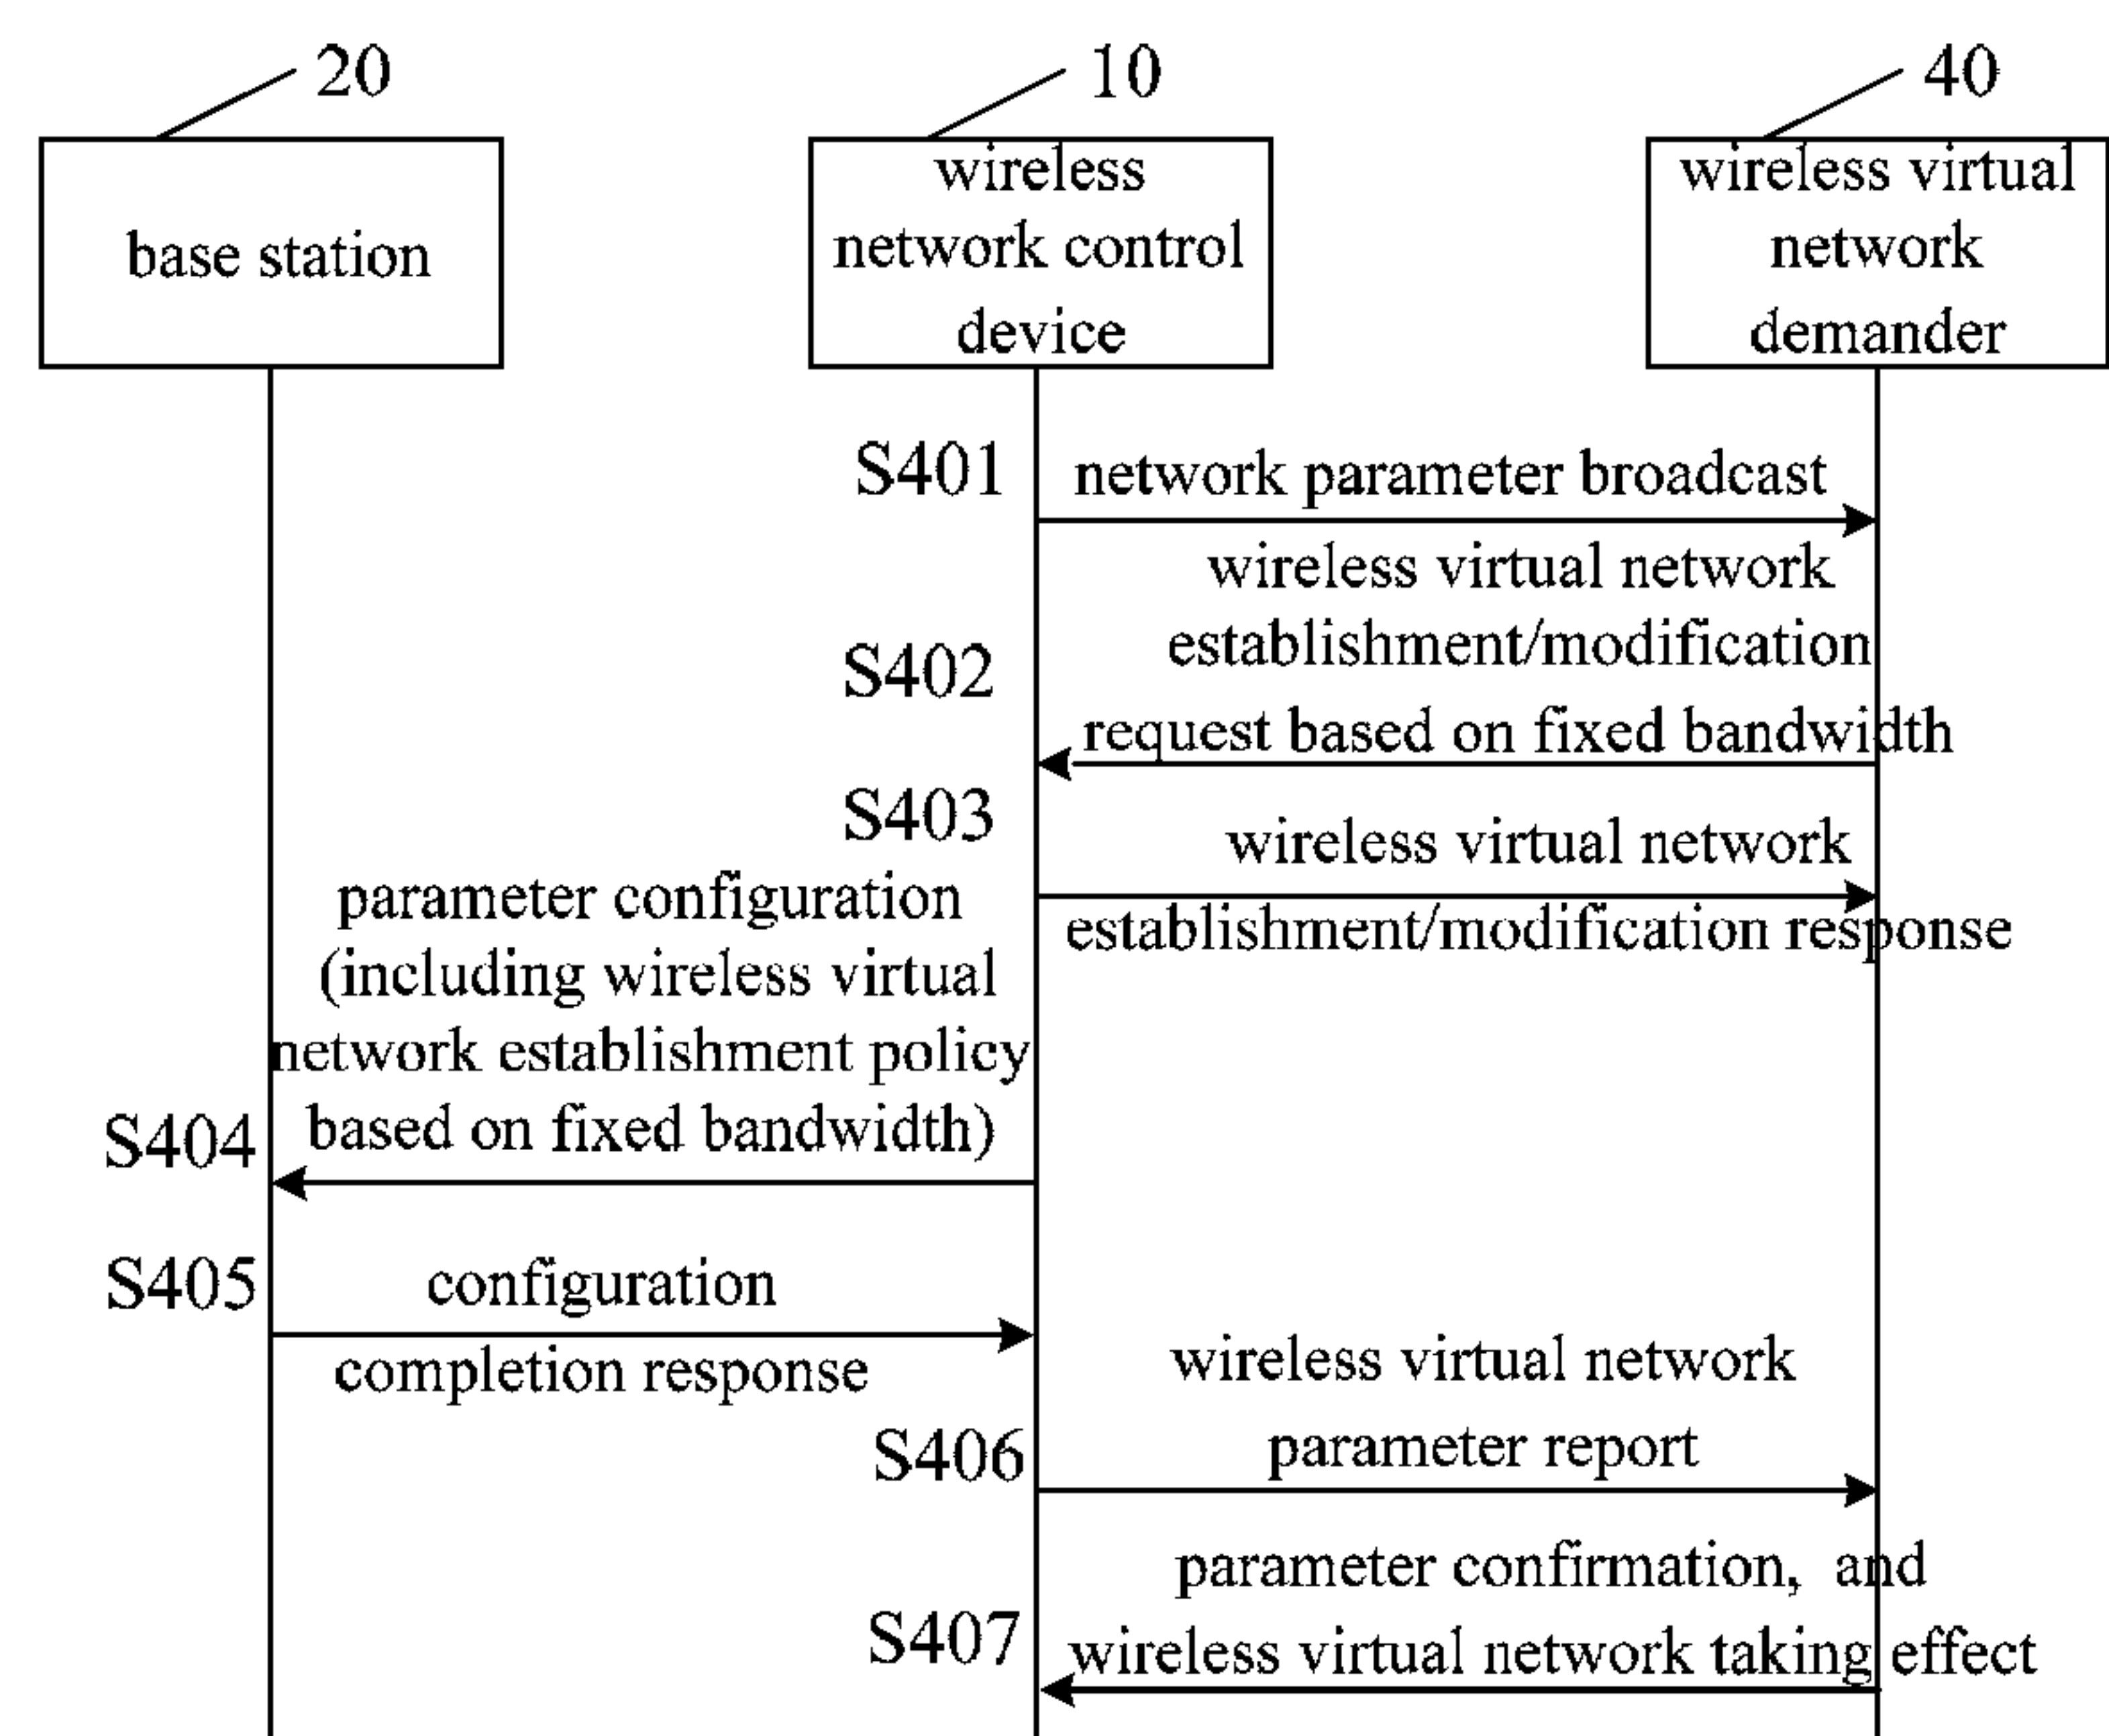 20
10
40
base station
wireless
network control
device
wireless virtual
network
demander
S401
network parameter broadcast
wireless virtual network
establishment/modification
S402
request based on fixed bandwidth
S403
wireless virtual network
establishment/modification response
parameter configuration
(including wireless virtual
network establishment policy
based on fixed bandwidth)
S404
S405
configuration
completion response
wireless virtual network
S406
parameter report
parameter confirmation, and
S407
wireless virtual network taking effect